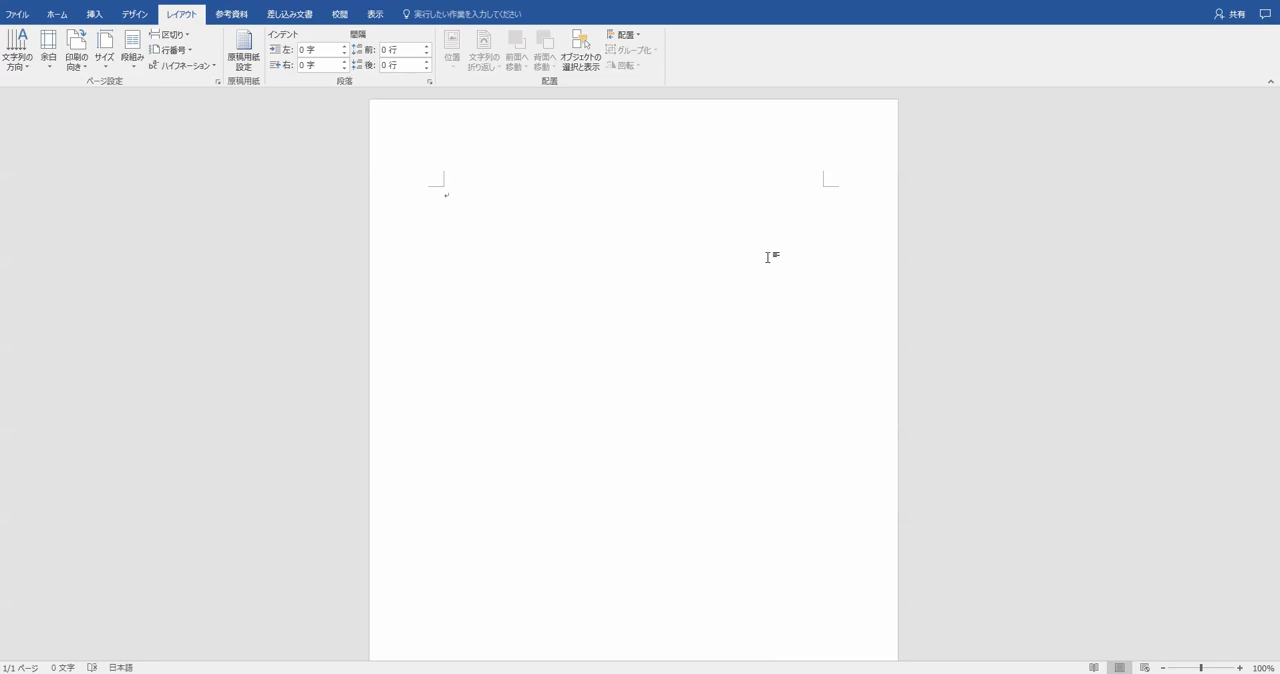 ファイル ホーム 挿入 デザイン レイアウト 参考資料 差し込み文書 校閲 表示 実行したい作業を入力してください 共有
文字列の方向 余白 印刷の向き サイズ 段組み
区切り
行番号
ハイフネーション
ページ設定
原稿用紙設定
原稿用紙
インデント 間隔
左: 0 字 前: 0 行
右: 0 字 後: 0 行
段落
位置 文字列の折り返し 前面へ移動 背面へ移動 オブジェクトの選択と表示
配置
グループ化
回転
配置
1/1 ページ 0 文字 日本語 100%